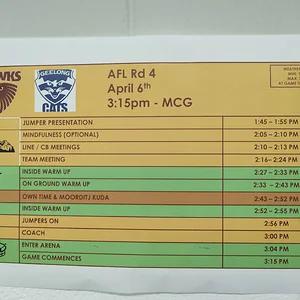 WKS
GEELONG
CATS
AFL Rd 4
April 6th
3:15pm - MCG
JUMPER PRESENTATION 1:45 – 1:55 PM
MINDFULNESS (OPTIONAL) 2:05 - 2:10 PM
LINE / CB MEETINGS 2:10 – 2:13 PM
TEAM MEETING 2:16– 2:24 PM
INSIDE WARM UP 2:27 – 2:33 PM
ON GROUND WARM UP 2:33 – 2:43 PM
OWN TIME & MOORDITJ KUDA 2:43 – 2:52 PM
INSIDE WARM UP 2:52 – 2:55 PM
JUMPERS ON 2:56 PM
COACH 3:00 PM
ENTER ARENA 3:04 PM
GAME COMMENCES 3:15 PM